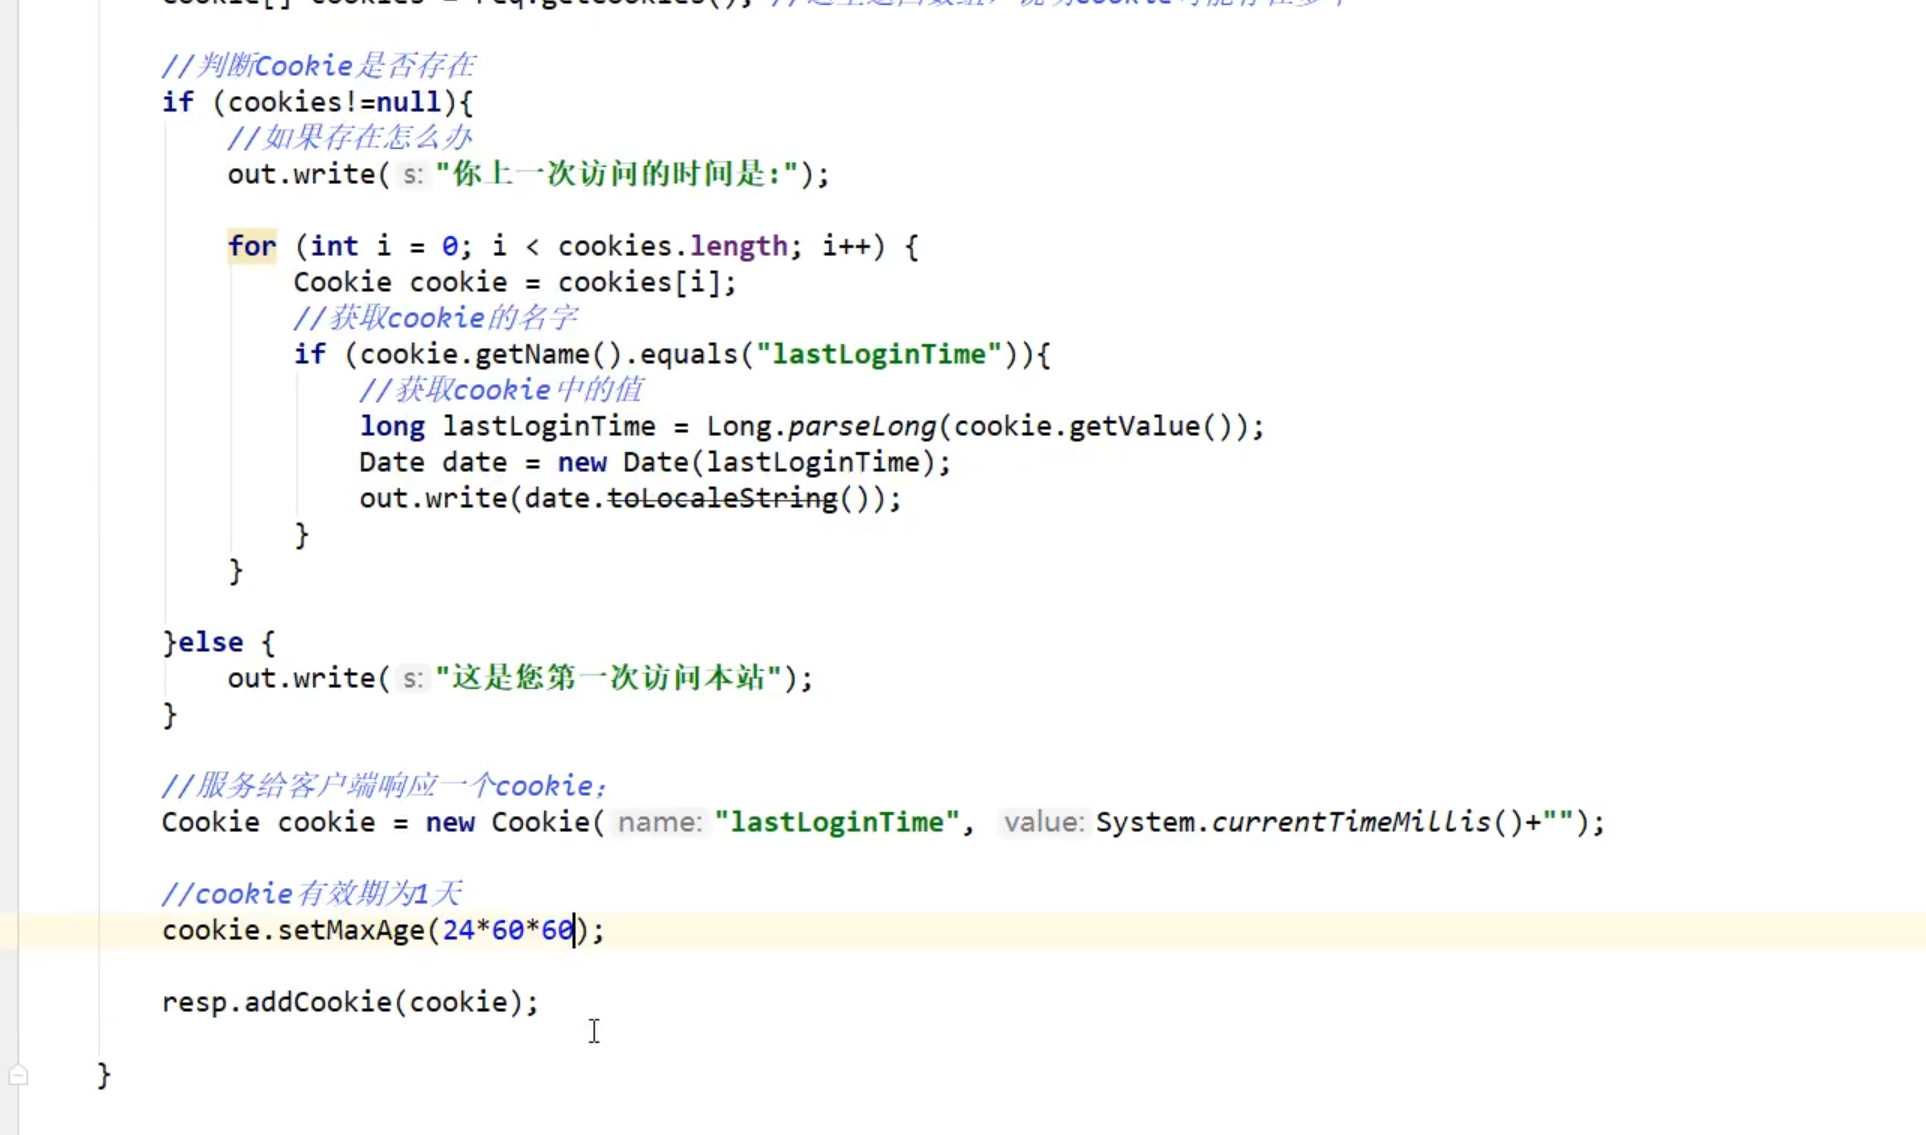 //判断Cookie是否存在
if (cookies!=null){
//如果存在怎么办
out.write( s: "你上一次访问的时间是:");
for (int i = 0; i < cookies.length; i++) {
Cookie cookie = cookies[i];
//获取cookie的名字
if (cookie.getName().equals("lastLoginTime")){
//获取cookie中的值
long lastLoginTime = Long.parseLong(cookie.getValue());
Date date = new Date(lastLoginTime);
out.write(date.toLocaleString());
}
}
}else {
out.write( s: "这是您第一次访问本站");
}
//服务给客户端响应一个cookie;
Cookie cookie = new Cookie( name: "lastLoginTime", value: System.currentTimeMillis()+"");
//cookie有效期为1天
cookie.setMaxAge(24*60*60);
resp.addCookie(cookie);
}